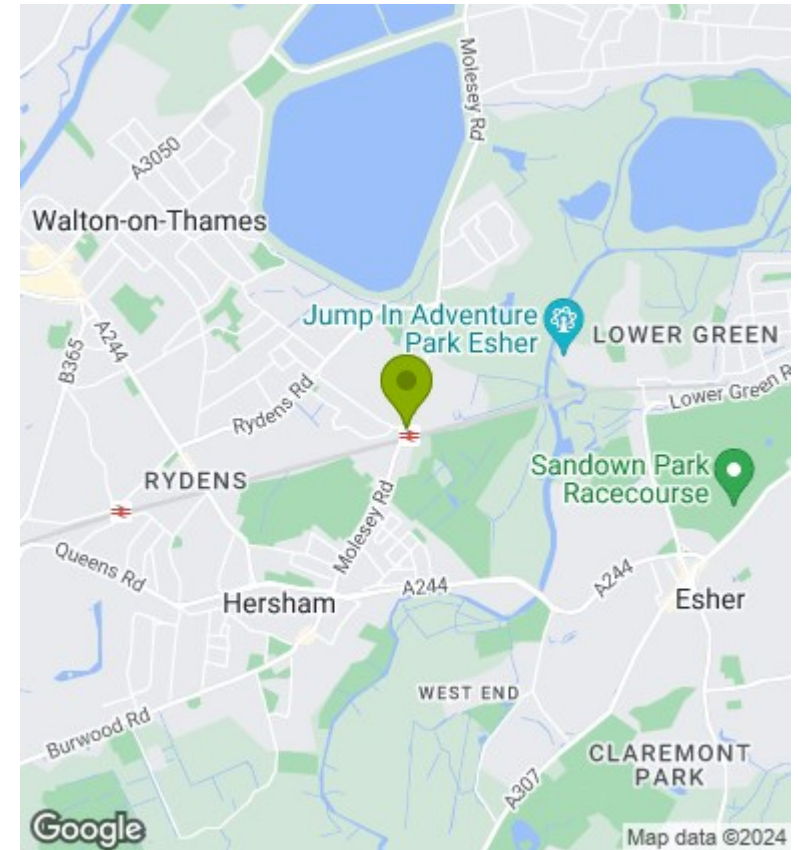 Molesey Rd
A3050
Walton-on-Thames
Jump In Adventure
Park Esher
LOWER GREEN
A244
B365
Rydens Rd
Lower Green R
RYDENS
Sandown Park
Racecourse
Molesey Rd
Queens Rd
A244
A244
Hersham
Esher
WEST END
Burwood Rd
CLAREMONT
PARK
A307
Google
Map data ©2024